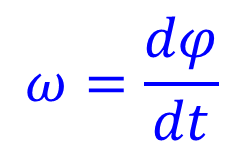 ω = dφ/dt